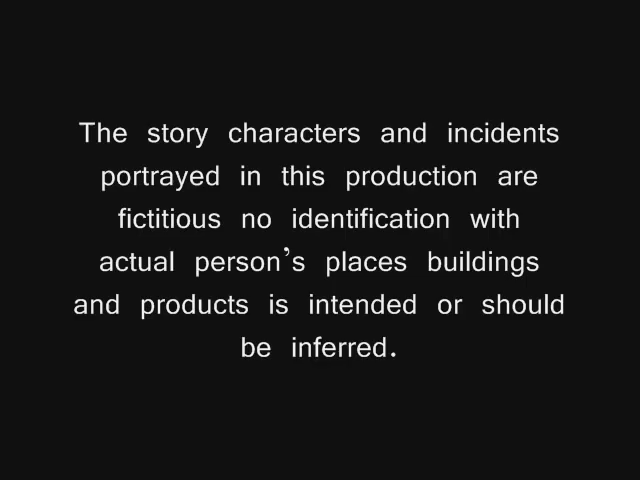 The story characters and incidents
portrayed in this production are
fictitious no identification with
actual person's places buildings
and products is intended or should
be inferred.